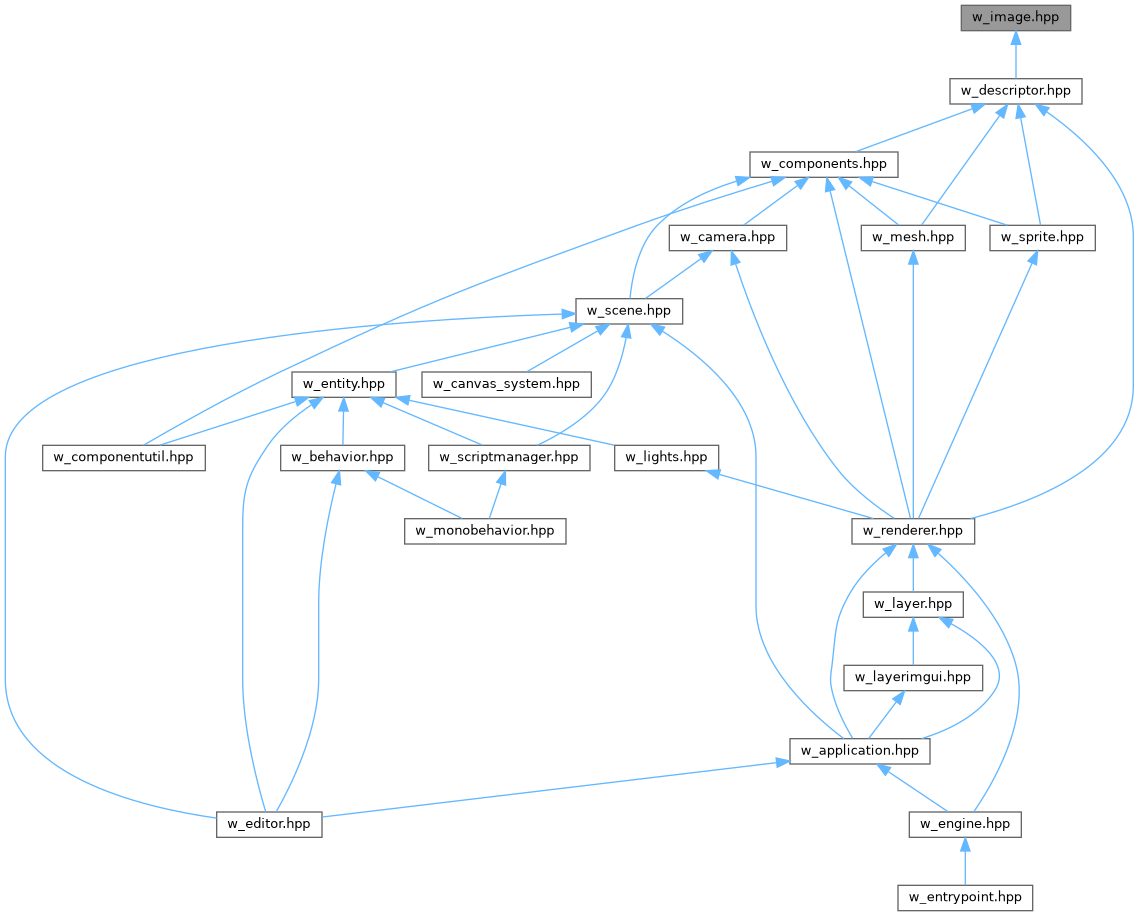 w_image.hpp
w_descriptor.hpp
w_components.hpp
w_camera.hpp
w_mesh.hpp
w_sprite.hpp
w_scene.hpp
w_entity.hpp
w_canvas_system.hpp
w_componentutil.hpp
w_behavior.hpp
w_scriptmanager.hpp
w_lights.hpp
w_monobehavior.hpp
w_renderer.hpp
w_layer.hpp
w_layerimgui.hpp
w_application.hpp
w_editor.hpp
w_engine.hpp
w_entrypoint.hpp